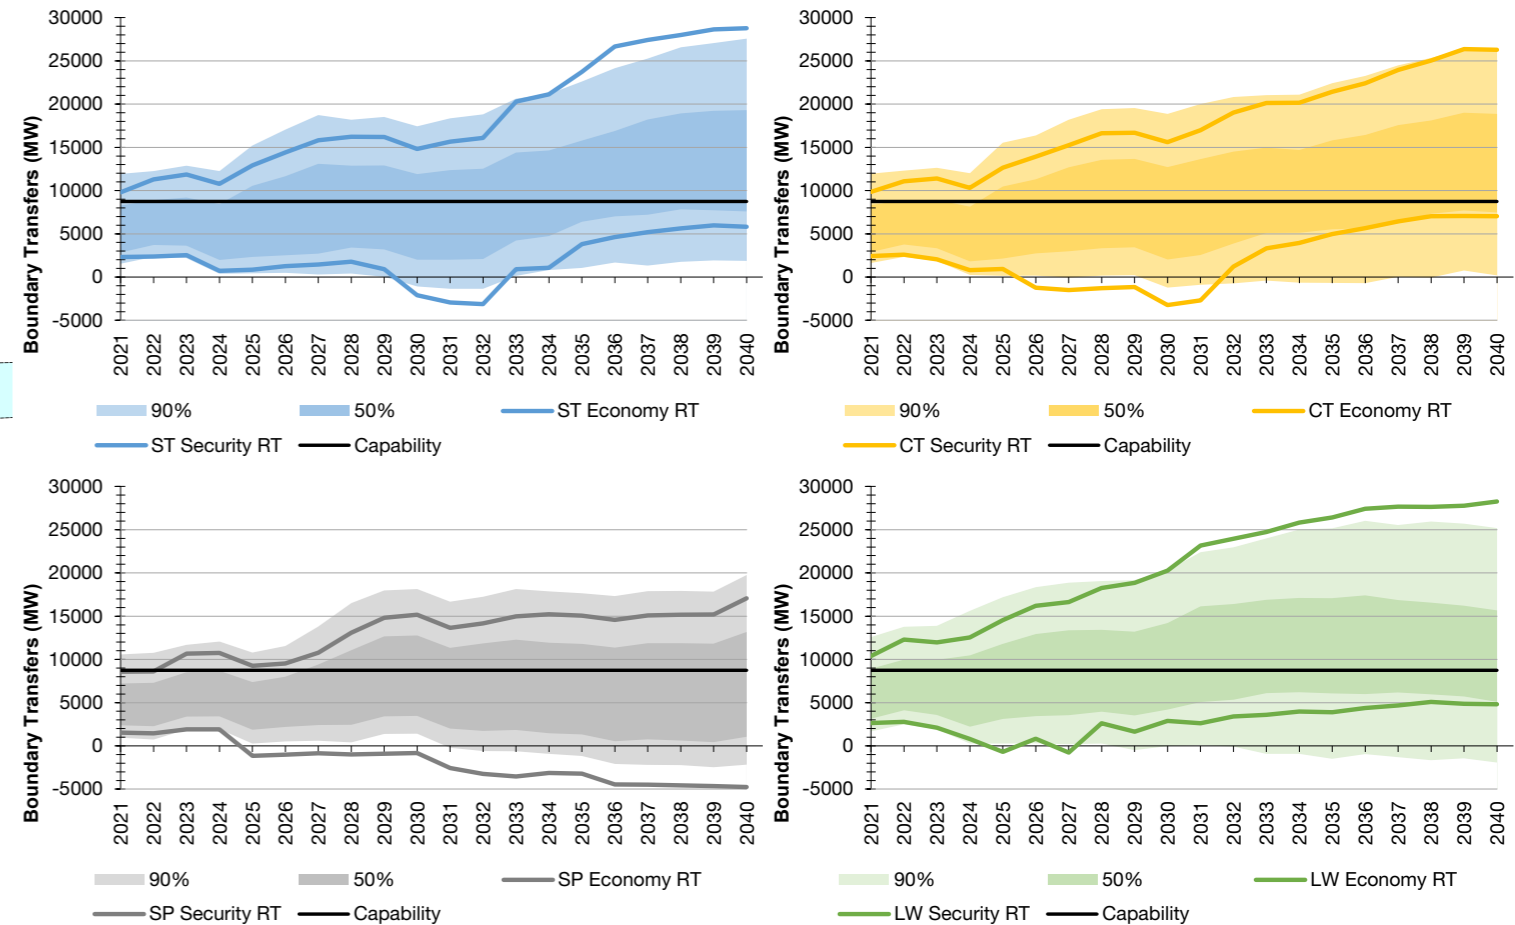 30000
25000
20000
15000
10000
5000
0
-5000
Boundary Transfers (MW)
2021 2022 2023 2024 2025 2026 2027 2028 2029 2030 2031 2032 2033 2034 2035 2036 2037 2038 2039 2040
90% 50% ST Economy RT
ST Security RT Capability
30000
25000
20000
15000
10000
5000
0
-5000
Boundary Transfers (MW)
2021 2022 2023 2024 2025 2026 2027 2028 2029 2030 2031 2032 2033 2034 2035 2036 2037 2038 2039 2040
90% 50% CT Economy RT
CT Security RT Capability
30000
25000
20000
15000
10000
5000
0
-5000
Boundary Transfers (MW)
2021 2022 2023 2024 2025 2026 2027 2028 2029 2030 2031 2032 2033 2034 2035 2036 2037 2038 2039 2040
90% 50% SP Economy RT
SP Security RT Capability
30000
25000
20000
15000
10000
5000
0
-5000
Boundary Transfers (MW)
2021 2022 2023 2024 2025 2026 2027 2028 2029 2030 2031 2032 2033 2034 2035 2036 2037 2038 2039 2040
90% 50% LW Economy RT
LW Security RT Capability